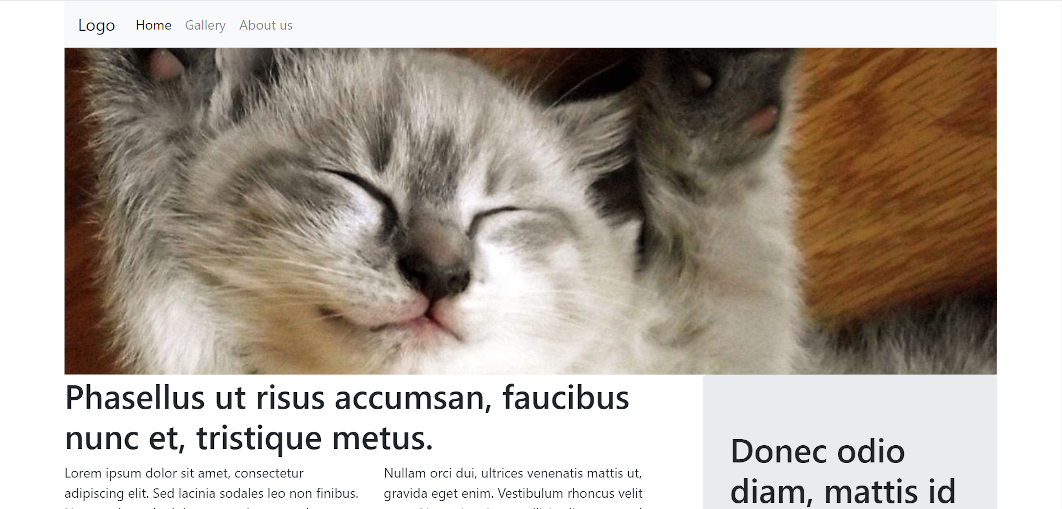 Logo Home Gallery About us
Phasellus ut risus accumsan, faucibus
nunc et, tristique metus.
Lorem ipsum dolor sit amet, consectetur
adipiscing elit. Sed lacinia sodales leo non finibus.
Nullam orci dui, ultrices venenatis mattis ut,
gravida eget enim. Vestibulum rhoncus velit
Donec odio
diam, mattis id